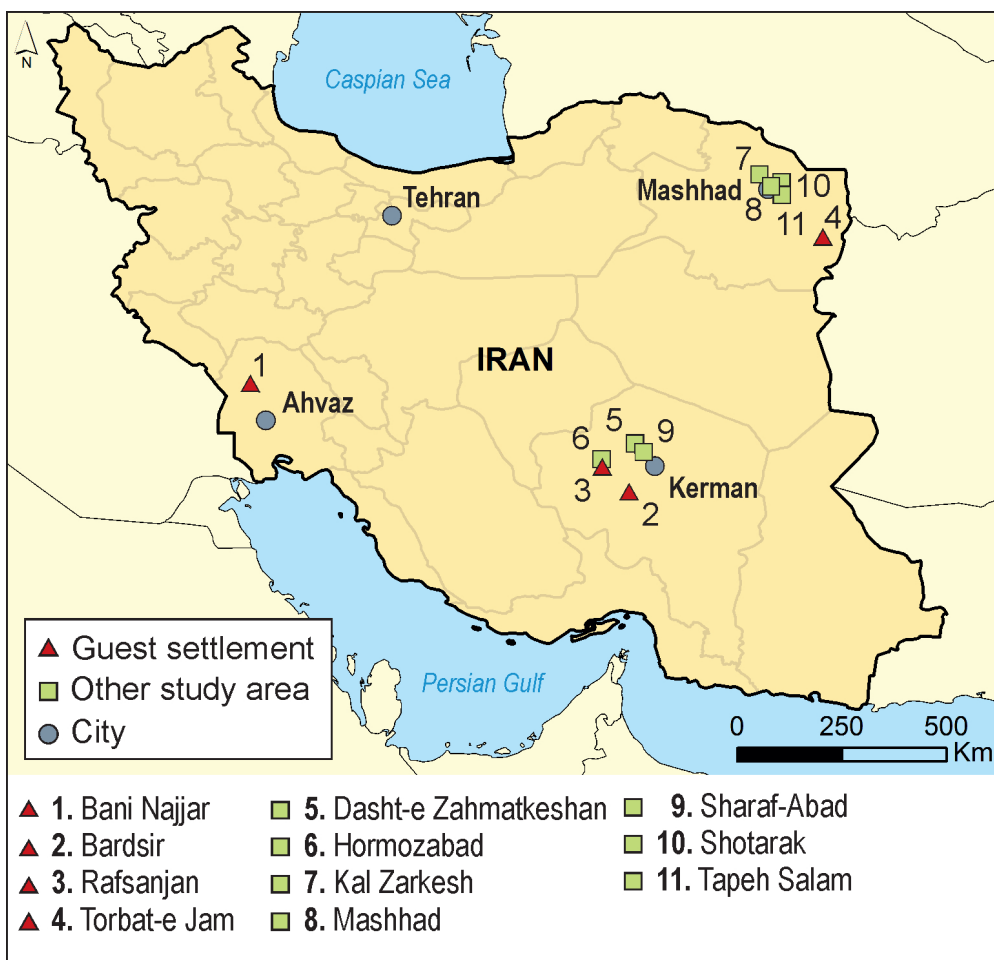 N
Caspian Sea
7
Mashhad
10
8
11
4
Tehran
1
Ahvaz
IRAN
5
9
6
3
Kerman
2
Guest settlement
Other study area
City
Persian Gulf
0 250 500
Km
1. Bani Najjar
2. Bardsir
3. Rafsanjan
4. Torbat-e Jam
5. Dasht-e Zahmatkeshan
6. Hormozabad
7. Kal Zarkesh
8. Mashhad
9. Sharaf-Abad
10. Shotarak
11. Tapeh Salam